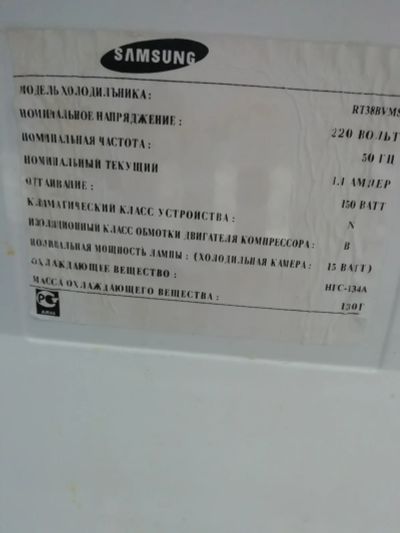 SAMSUNG
МОДЕЛЬ ХОЛОДИЛЪНИКА: RT38BVMS
НОМИНАЛЬНОЕ НАПРЯЖЕНИЕ: 220 ВОЛЬТ
НОМИНАЛЬНАЯ ЧАСТОТА: 50 ГЦ
НОМИНАЛЬНЫЙ ТЕКУЩИЙ 1.1 АМПЕР
ОТТАИВАНИЕ: 150 ВАТТ
КЛИМАТИЧЕСКИЙ КЛАСС УСТРОЙСТВА: N
ИЗОЛЯЦИОННЫЙ КЛАСС ОБМОТКИ ДВИГАТЕЛЯ КОМПРЕССОРА: B
НОМИНАЛЬНАЯ МОЩНОСТЬ ЛАМПЫ: (ХОЛОДИЛЬНАЯ КАМЕРА: 15 ВАТТ)
ОХЛАЖДАЮЩЕЕ ВЕЩЕСТВО: HFC-134A
МАССА ОХЛАЖДАЮЩЕГО ВЕЩЕСТВА: 130Г